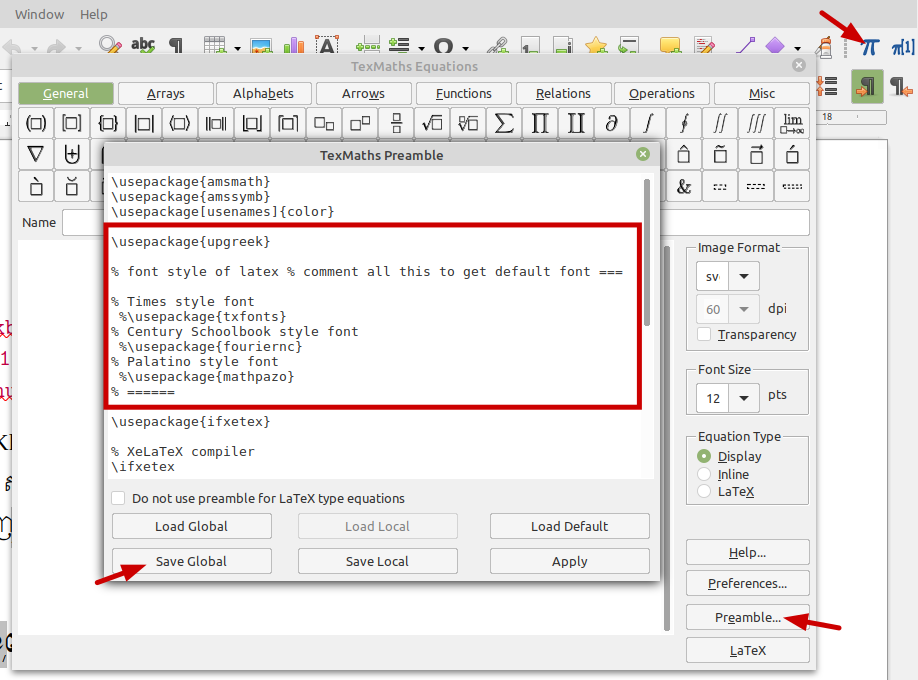 Window Help
abc
π π[1]
TexMaths Equations
General Arrays Alphabets Arrows Functions Relations Operations Misc
18
lim
TexMaths Preamble
&
Name
\usepackage{amsmath}
\usepackage{amssymb}
\usepackage[usenames]{color}
\usepackage{upgreek}
% font style of latex % comment all this to get default font ===
% Times style font
%\usepackage{txfonts}
% Century Schoolbook style font
%\usepackage{fouriernc}
% Palatino style font
%\usepackage{mathpazo}
% ======
\usepackage{ifxetex}
% XeLaTeX compiler
\ifxetex
Do not use preamble for LaTeX type equations
Load Global Load Local Load Default
Save Global Save Local Apply
Image Format
sv
60 dpi
Transparency
Font Size
12 pts
Equation Type
Display
Inline
LaTeX
Help...
Preferences...
Preamble...
LaTeX